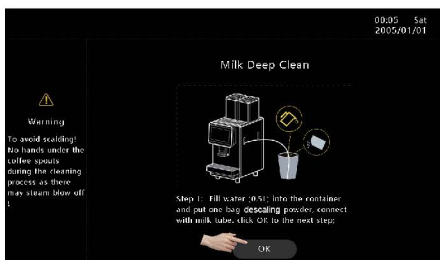 00:05 Sat
2005/01/01
Milk Deep Clean
Warning
To avoid scalding!
No hands under the
coffee spouts
during the cleaning
process as there
may steam blow off
!
Step 1: Fill water (0.5L) into the container
and put one bag descaling powder, connect
with milk tube, click OK to the next step;
OK